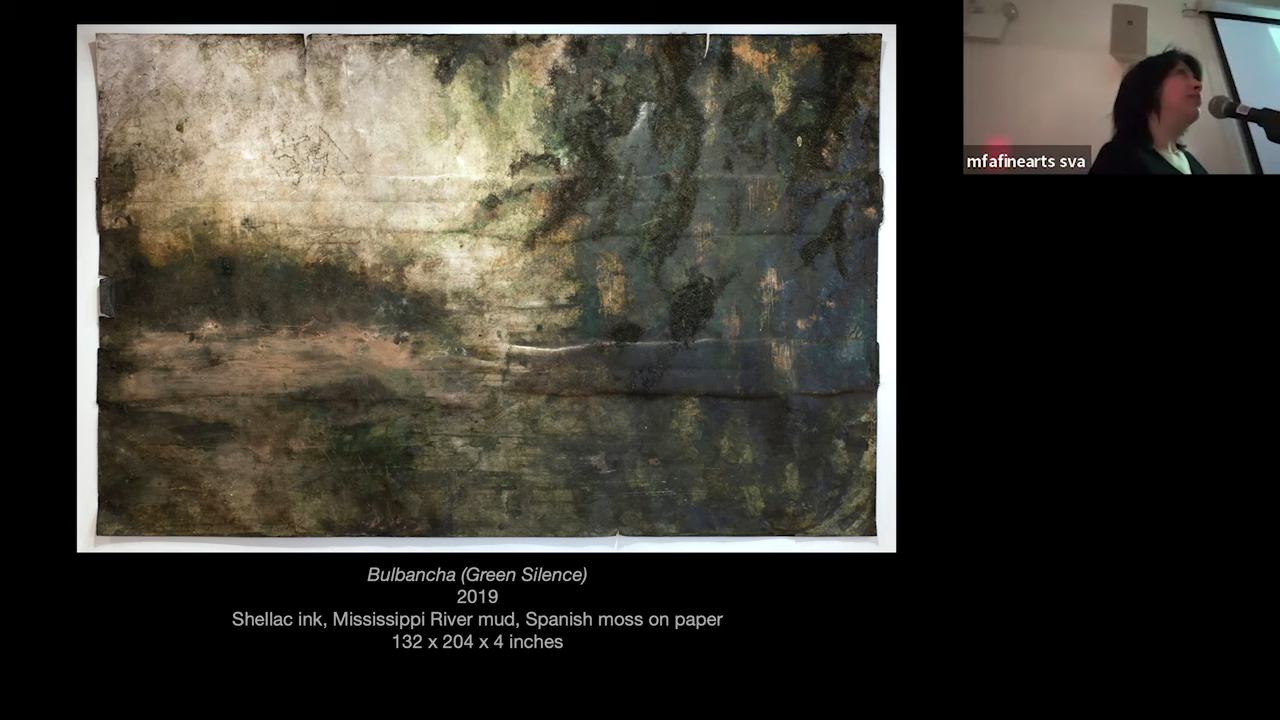 mfafinearts sva
Bulbancha (Green Silence)
2019
Shellac ink, Mississippi River mud, Spanish moss on paper
132 x 204 x 4 inches